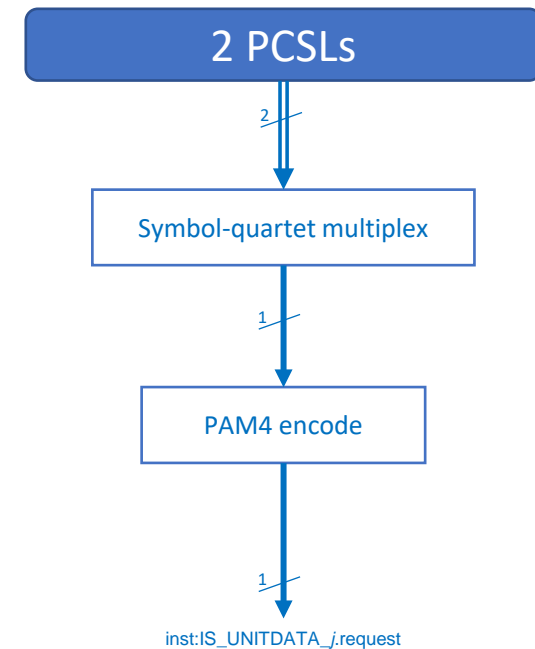 2 PCSLs
2
Symbol-quartet multiplex
1
PAM4 encode
1
inst:IS_UNITDATA_j.request